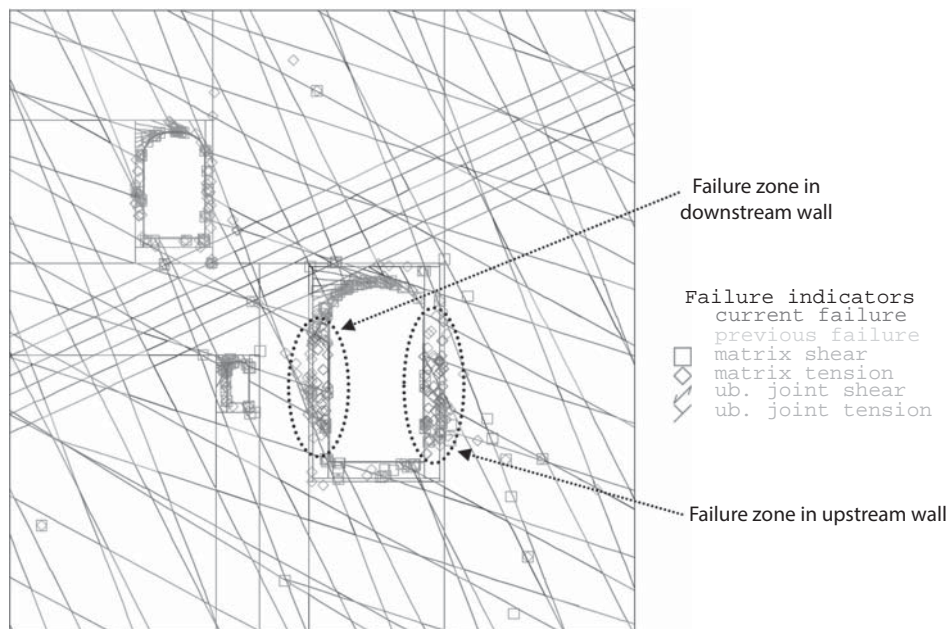 Failure zone in
downstream wall
Failure indicators
current failure
previous failure
matrix shear
matrix tension
ub. joint shear
ub. joint tension
Failure zone in upstream wall